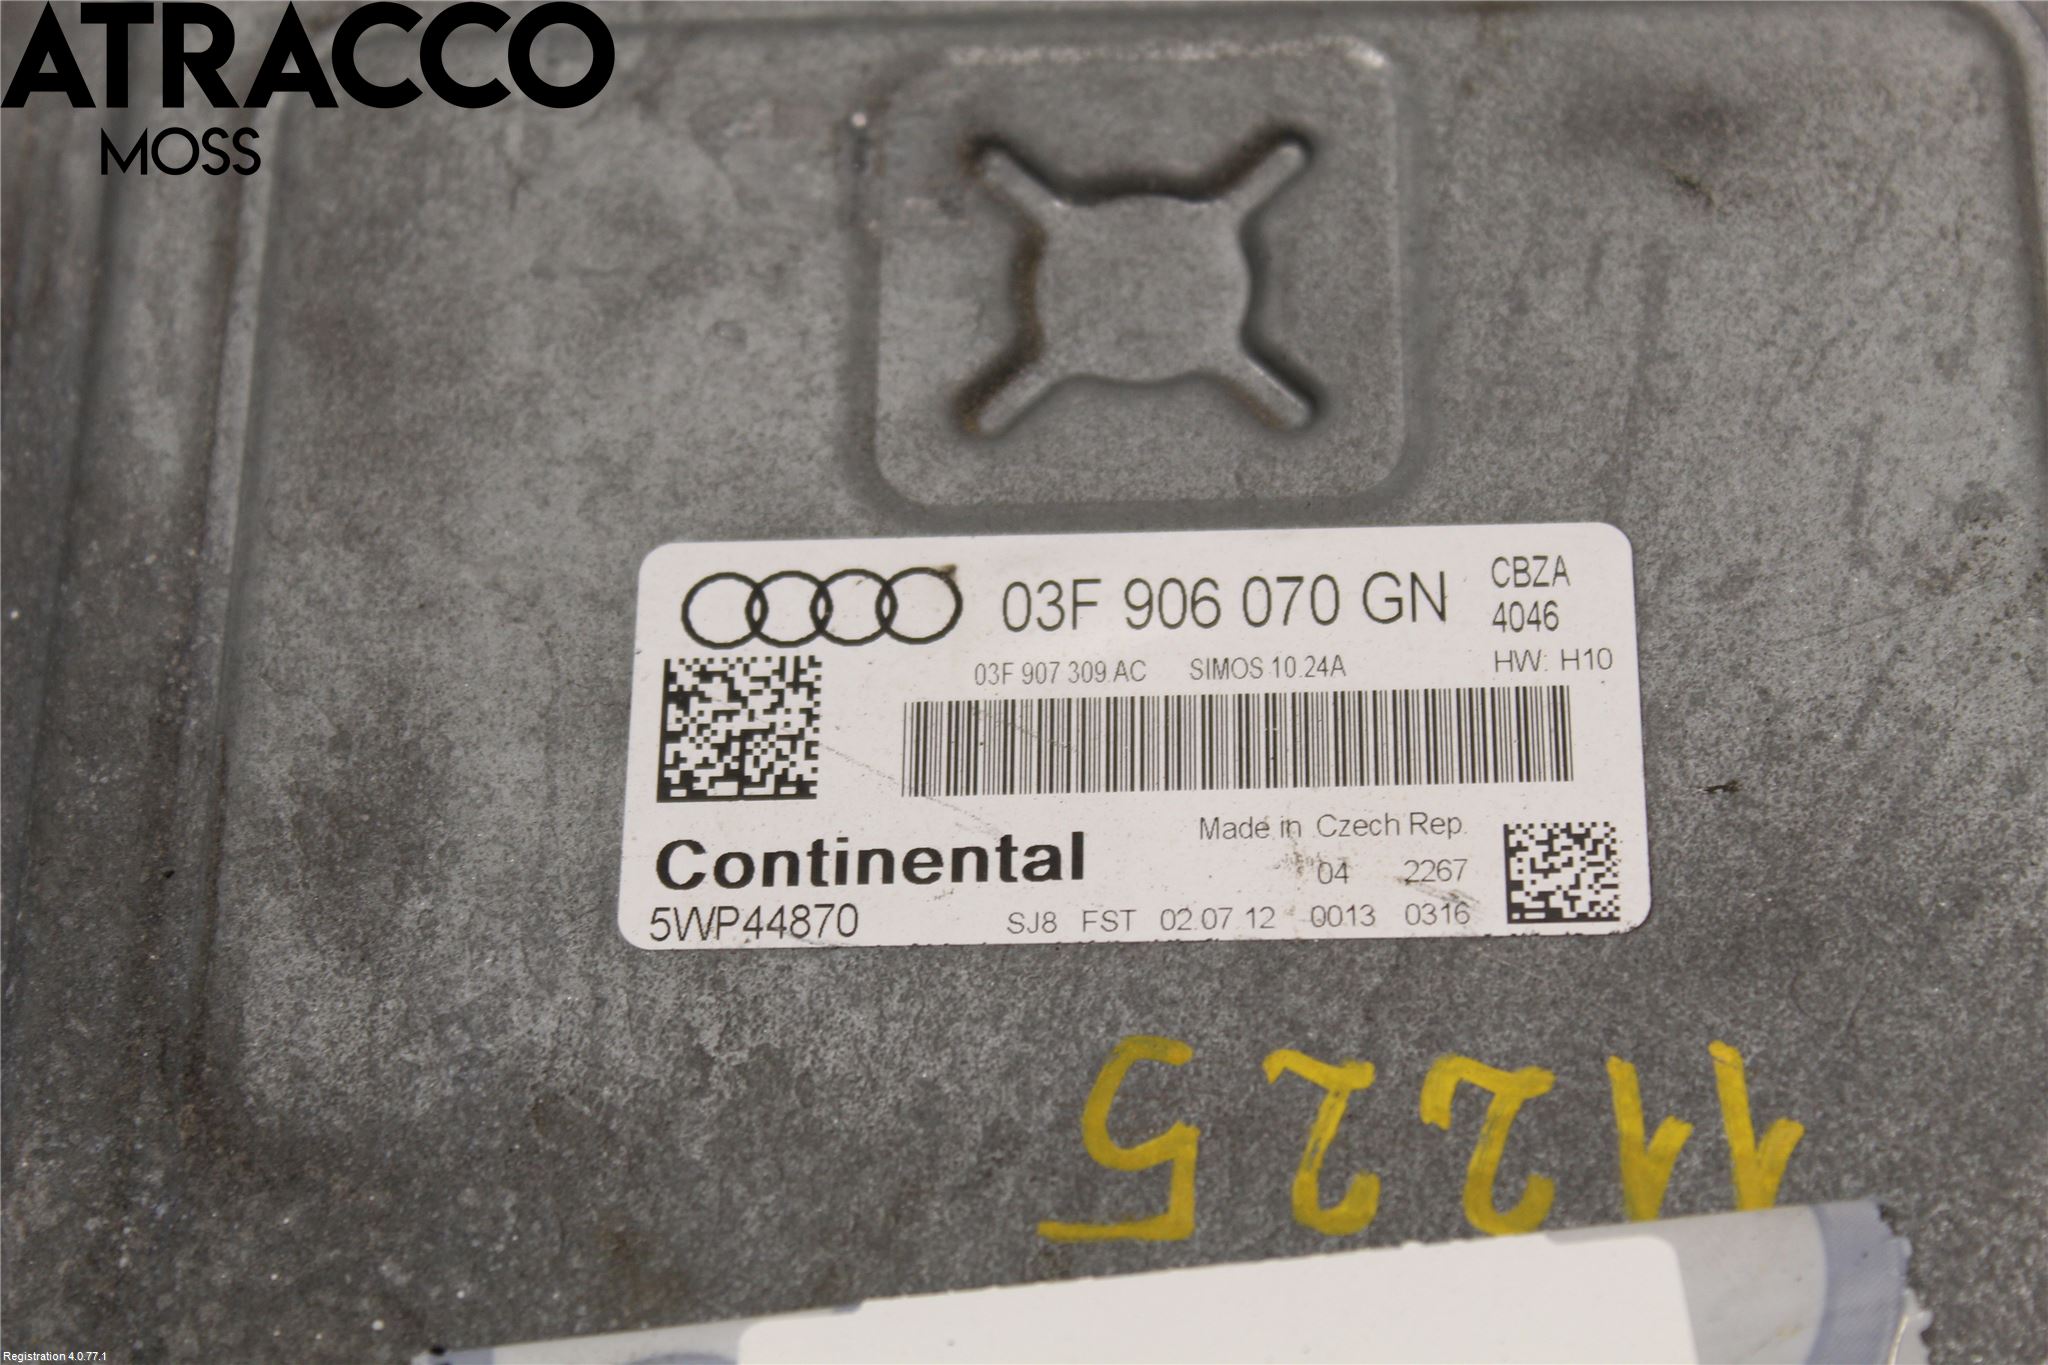 ATRACCO
MOSS
03F 906 070 GN
CBZA
4046
03F 907 309 AC SIMOS 10.24A HW: H10
Made in Czech Rep.
Continental
04 2267
5WP44870
SJ8 FST 02.07.12 0013 0316
11225
Registration 4.0.77.1